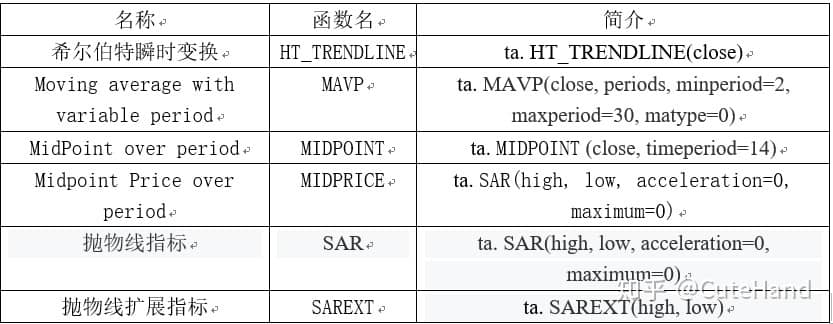 名称 函数名 简介
希尔伯特瞬时变换 HT_TRENDLINE ta. HT_TRENDLINE(close)
Moving average with MAVP ta. MAVP(close, periods, minperiod=2,
variable period maxperiod=30, matype=0)
MidPoint over period MIDPOINT ta. MIDPOINT (close, timeperiod=14)
Midpoint Price over MIDPRICE ta. SAR(high, low, acceleration=0,
period maximum=0)
抛物线指标 SAR ta. SAR(high, low, acceleration=0,
maximum=0)
抛物线扩展指标 SAREXT ta. SAREXT(high, low)
知乎 @CuteHand